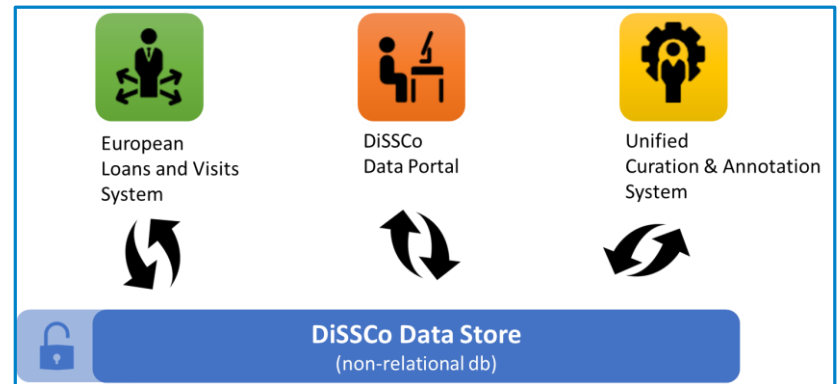 European
Loans and Visits
System
DiSSCo
Data Portal
Unified
Curation & Annotation
System
DiSSCo Data Store
(non-relational db)